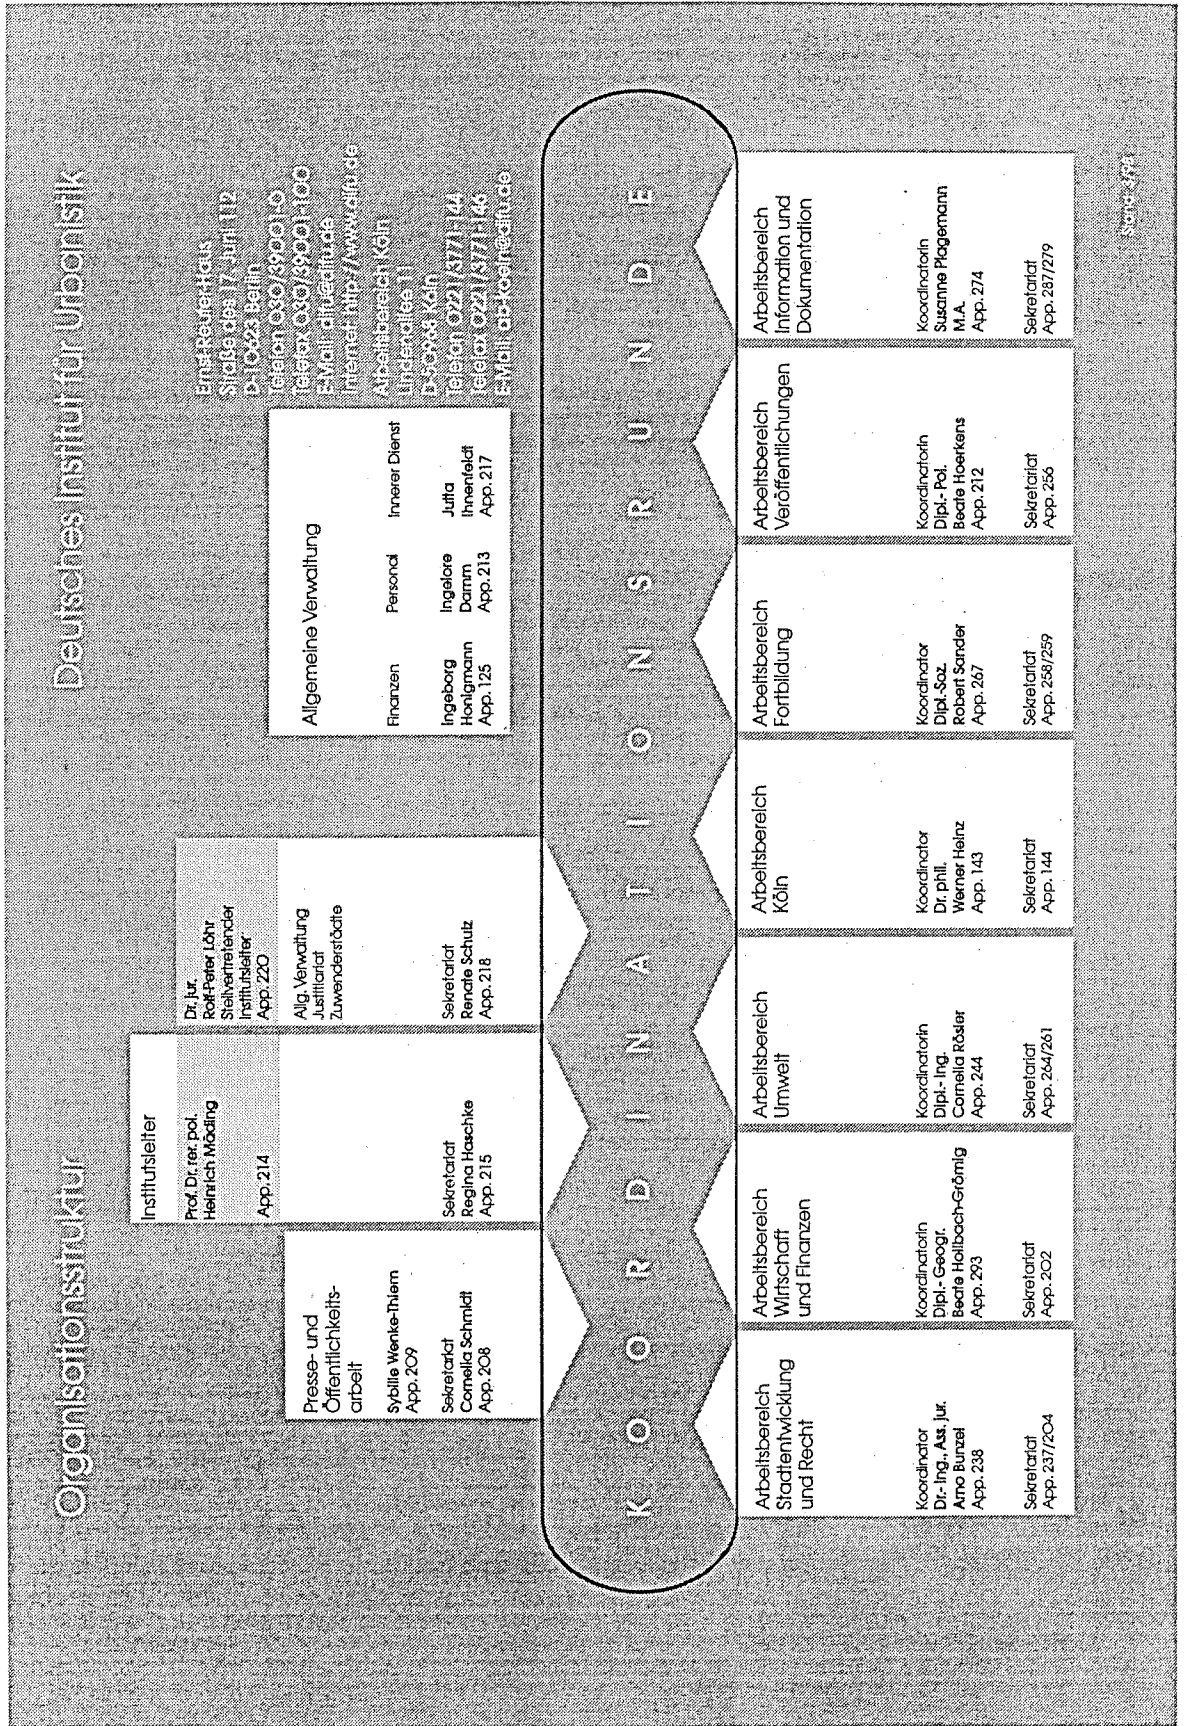 Organisationsstruktur
Deutsches Institut für Urbanistik
Ernst-Reuter-Haus
Straße des 17. Juni 112
D-10623 Berlin
Telefon 030/39001-0
Telefax 030/39001-100
E-Mail: difu@difu.de
Internet: http://www.difu.de
Arbeitsbereich Köln
Lindenallee 11
D-50968 Köln
Telefon 0221/3771-144
Telefax 0221/3771-146
E-Mail: ab-koeln@difu.de
Institutsleiter
Prof. Dr. rer. pol.
Heinrich Mäding
App. 214
Sekretariat
Regina Haschke
App. 215
Dr. jur.
Rolf-Peter Löhr
Stellvertretender
Institutsleiter
App. 220
Allg. Verwaltung
Justitiariat
Zuwenderstädte
Sekretariat
Renate Schulz
App. 218
Presse- und
Öffentlichkeits-
arbeit
Sybille Wenke-Thiem
App. 209
Sekretariat
Cornelia Schmidt
App. 208
Allgemeine Verwaltung
Finanzen
Ingeborg
Honigmann
App. 125
Personal
Ingelore
Damm
App. 213
Innerer Dienst
Jutta
Ihnenfeldt
App. 217
KOORDINATIONSRUNDE
Arbeitsbereich
Stadtentwicklung
und Recht
Koordinator
Dr.- Ing., Ass. jur.
Arno Bunzel
App. 238
Sekretariat
App. 237/204
Arbeitsbereich
Wirtschaft
und Finanzen
Koordinatorin
Dipl.- Geogr.
Beate Hollbach-Grömig
App. 293
Sekretariat
App. 202
Arbeitsbereich
Umwelt
Koordinatorin
Dipl.- Ing.
Cornelia Rösler
App. 244
Sekretariat
App. 264/261
Arbeitsbereich
Köln
Koordinator
Dr. phil.
Werner Heinz
App. 143
Sekretariat
App. 144
Arbeitsbereich
Fortbildung
Koordinator
Dipl.-Soz.
Robert Sander
App. 267
Sekretariat
App. 258/259
Arbeitsbereich
Veröffentlichungen
Koordinatorin
Dipl.- Pol.
Beate Hoerkens
App. 212
Sekretariat
App. 256
Arbeitsbereich
Information und
Dokumentation
Koordinatorin
Susanne Plagemann
M.A.
App. 274
Sekretariat
App. 287/279
Stand: